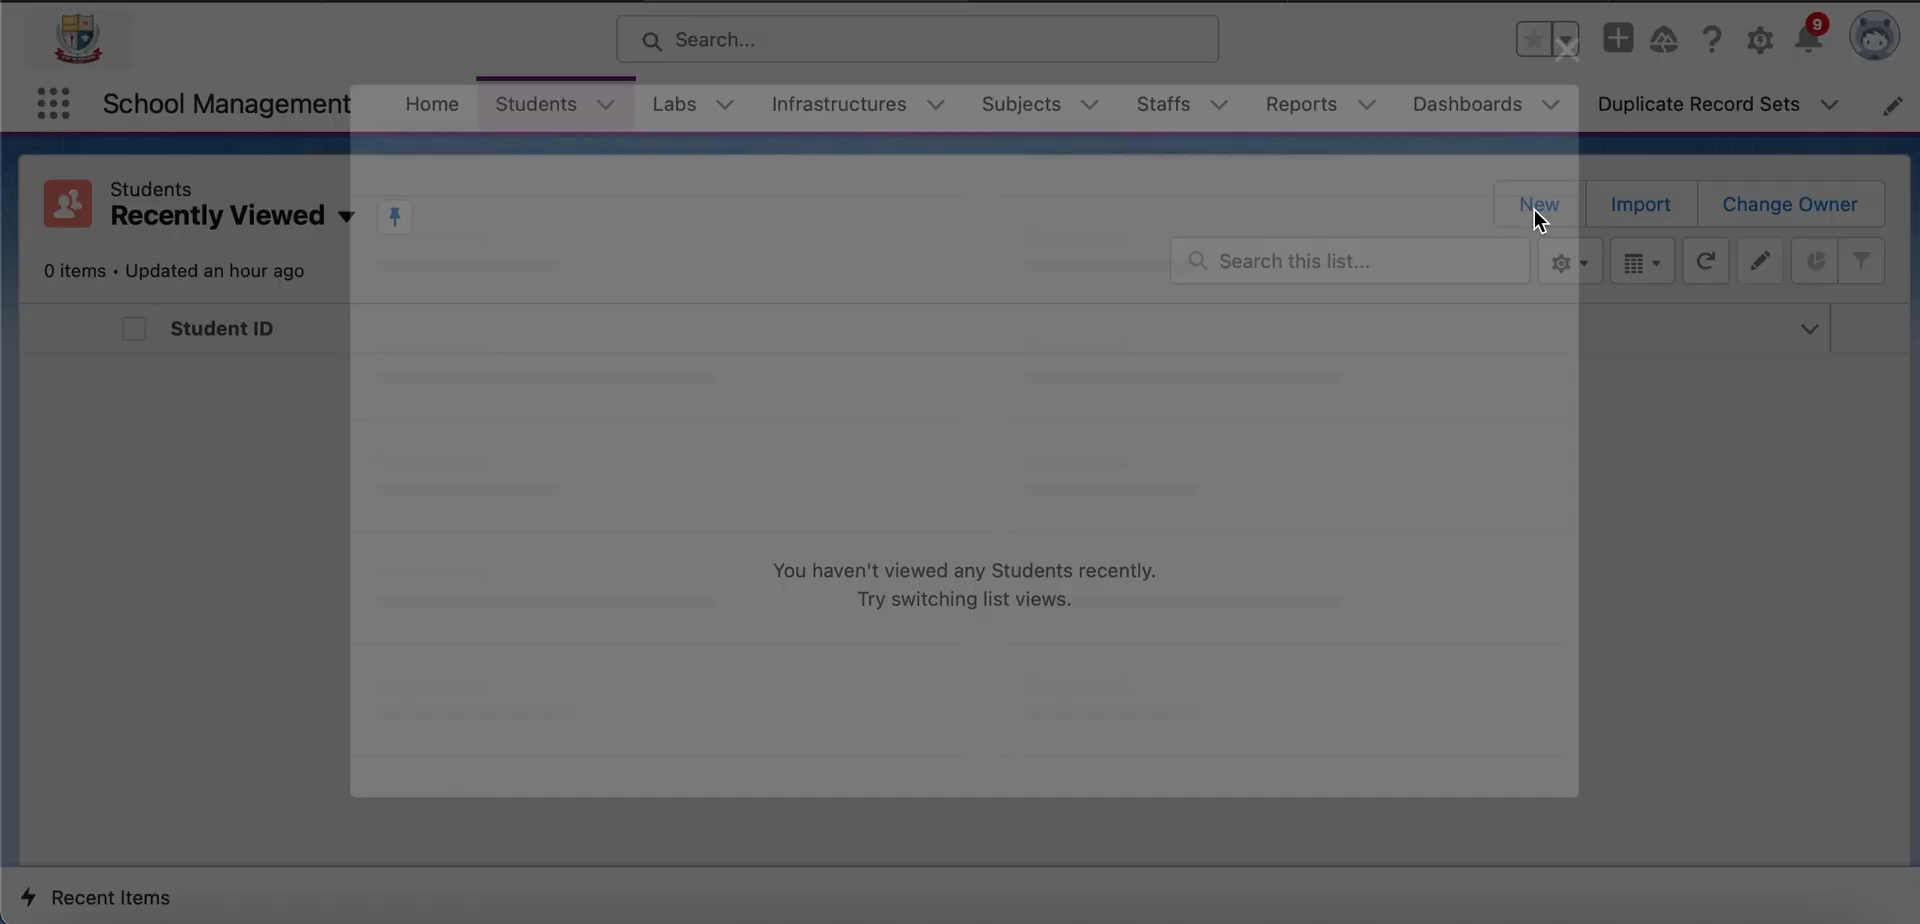 Search...
9
School Management
Home
Students
Labs
Infrastructures
Subjects
Staffs
Reports
Dashboards
Duplicate Record Sets
Students
Recently Viewed
New
Import
Change Owner
0 items • Updated an hour ago
Search this list...
Student ID
You haven't viewed any Students recently.
Try switching list views.
Recent Items